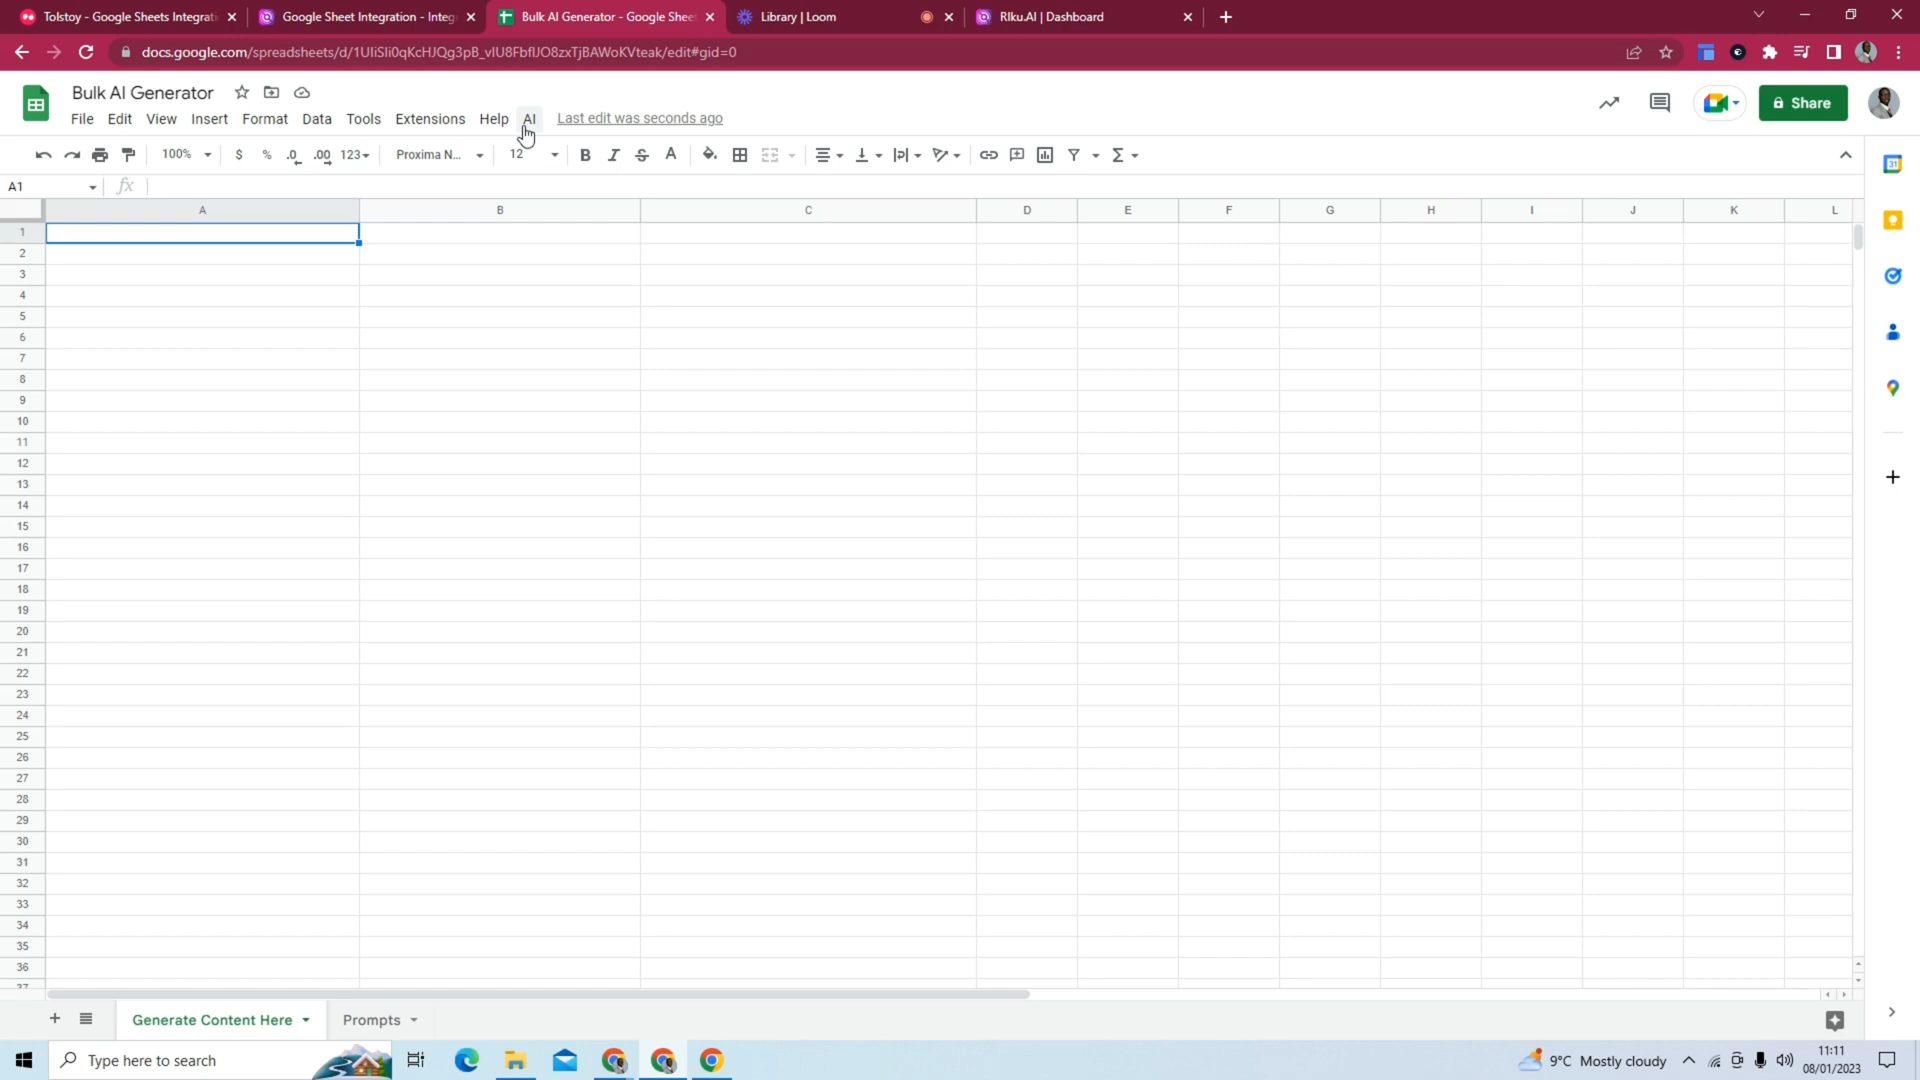 Tolstoy - Google Sheets Integrati
Google Sheet Integration - Integ
Bulk AI Generator - Google Shee
Library | Loom
RIku.AI | Dashboard
docs.google.com/spreadsheets/d/1UIiSIi0qKcHJQg3pB_vIU8FbfIJO8zxTjBAWoKVteak/edit#gid=0
Bulk AI Generator
Share
File Edit View Insert Format Data Tools Extensions Help AI Last edit was seconds ago
100% $ % .0 .00 123 Proxima N... 12 B I S A
A1 fx
A B C D E F G H I J K L
1
2
3
4
5
6
7
8
9
10
11
12
13
14
15
16
17
18
19
20
21
22
23
24
25
26
27
28
29
30
31
32
33
34
35
36
37
Generate Content Here Prompts
Type here to search
9°C Mostly cloudy
11:11
08/01/2023
31